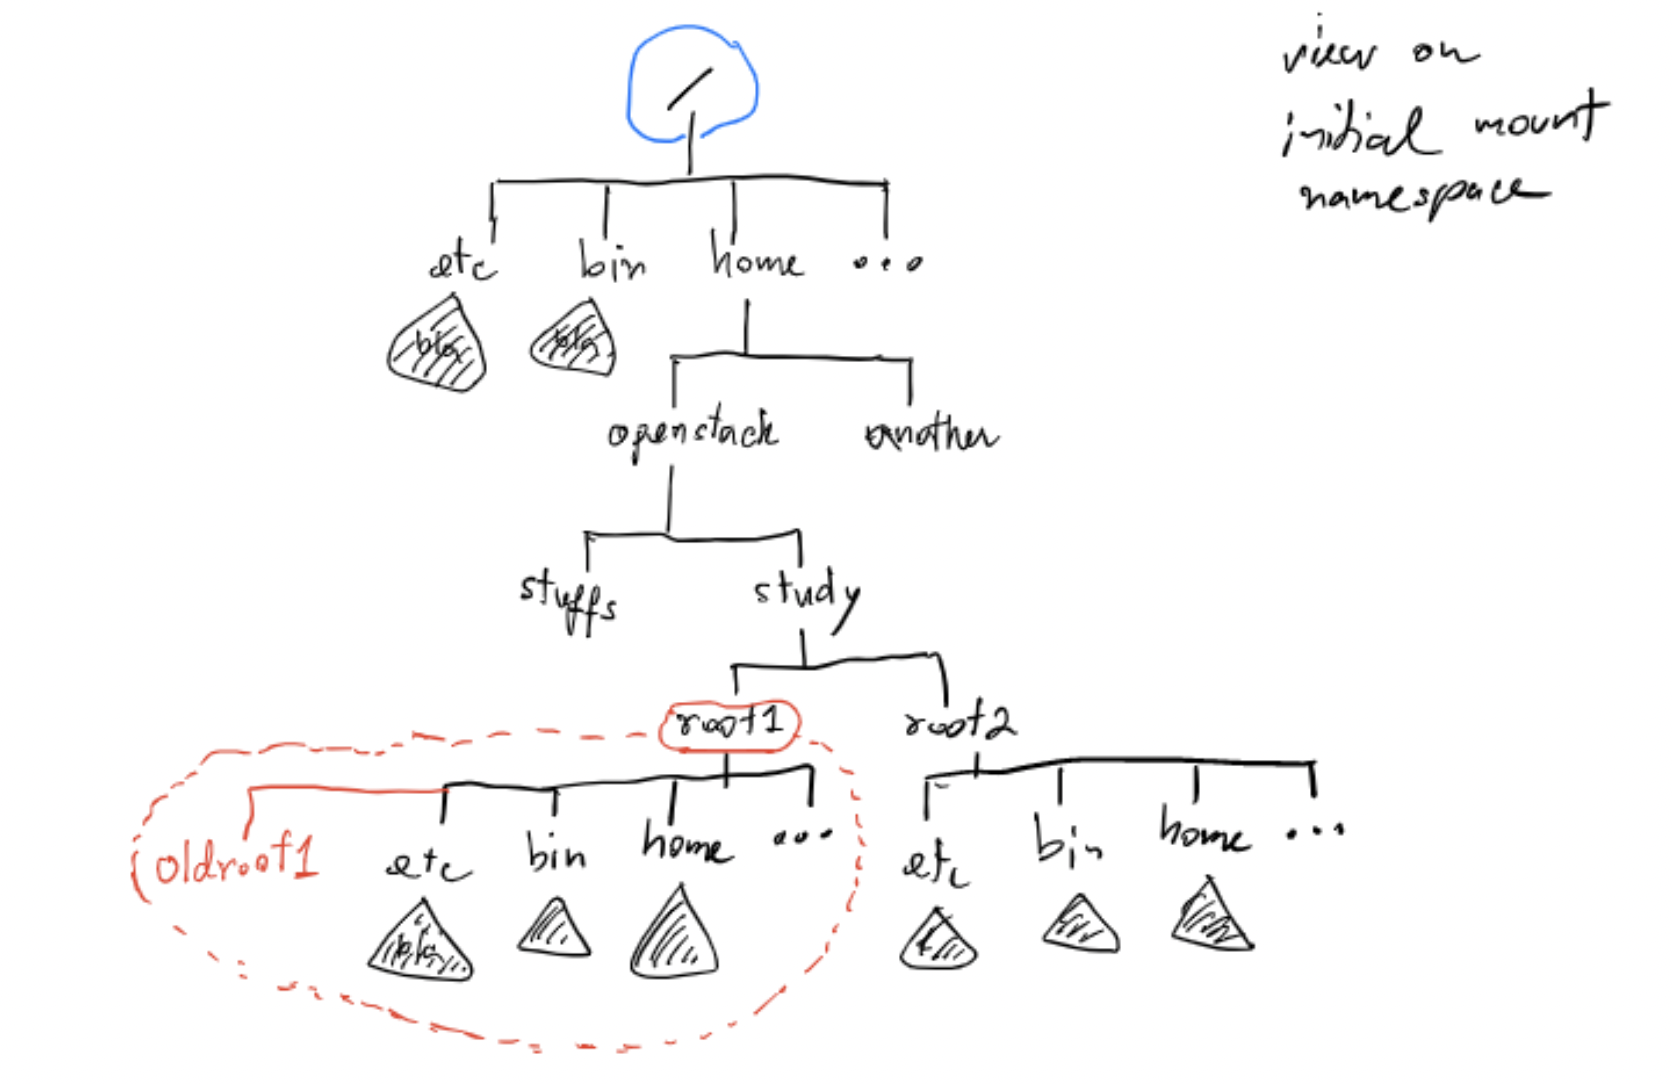 view on
initial mount
namespace
/
etc bin home ...
bla bla
openstack another
stuffs study
root1 root2
oldroot1 etc bin home ... etc bin home ...
bla